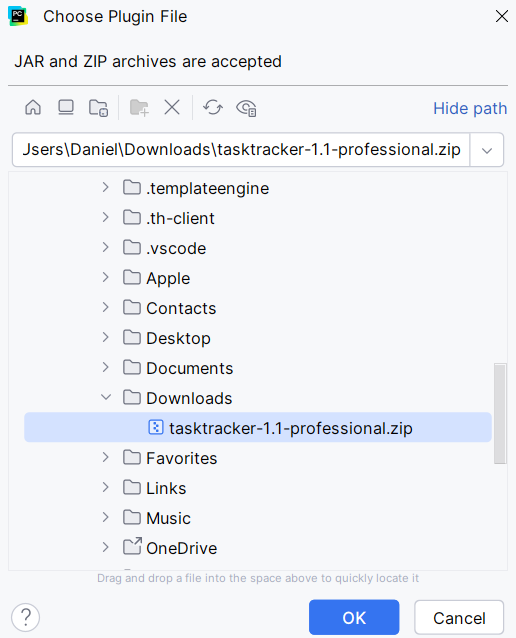 PC
Choose Plugin File
JAR and ZIP archives are accepted
Hide path
Users\Daniel\Downloads\tasktracker-1.1-professional.zip
.templateengine
.th-client
.vscode
Apple
Contacts
Desktop
Documents
Downloads
tasktracker-1.1-professional.zip
Favorites
Links
Music
OneDrive
Drag and drop a file into the space above to quickly locate it
?
OK
Cancel